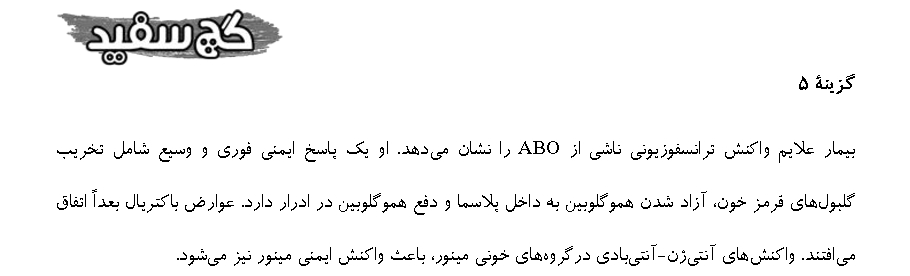 گچ سفید
گزینۀ ۵
بیمار علایم واکنش ترانسفوزیونی ناشی از ABO را نشان می‌دهد. او یک پاسخ ایمنی فوری و وسیع شامل تخریب
گلبول‌های قرمز خون، آزاد شدن هموگلوبین به داخل پلاسما و دفع هموگلوبین در ادرار دارد. عوارض باکتریال بعداً اتفاق
می‌افتند. واکنش‌های آنتی‌ژن-آنتی‌بادی در گروه‌های خونی مینور، باعث واکنش ایمنی مینور نیز می‌شود.